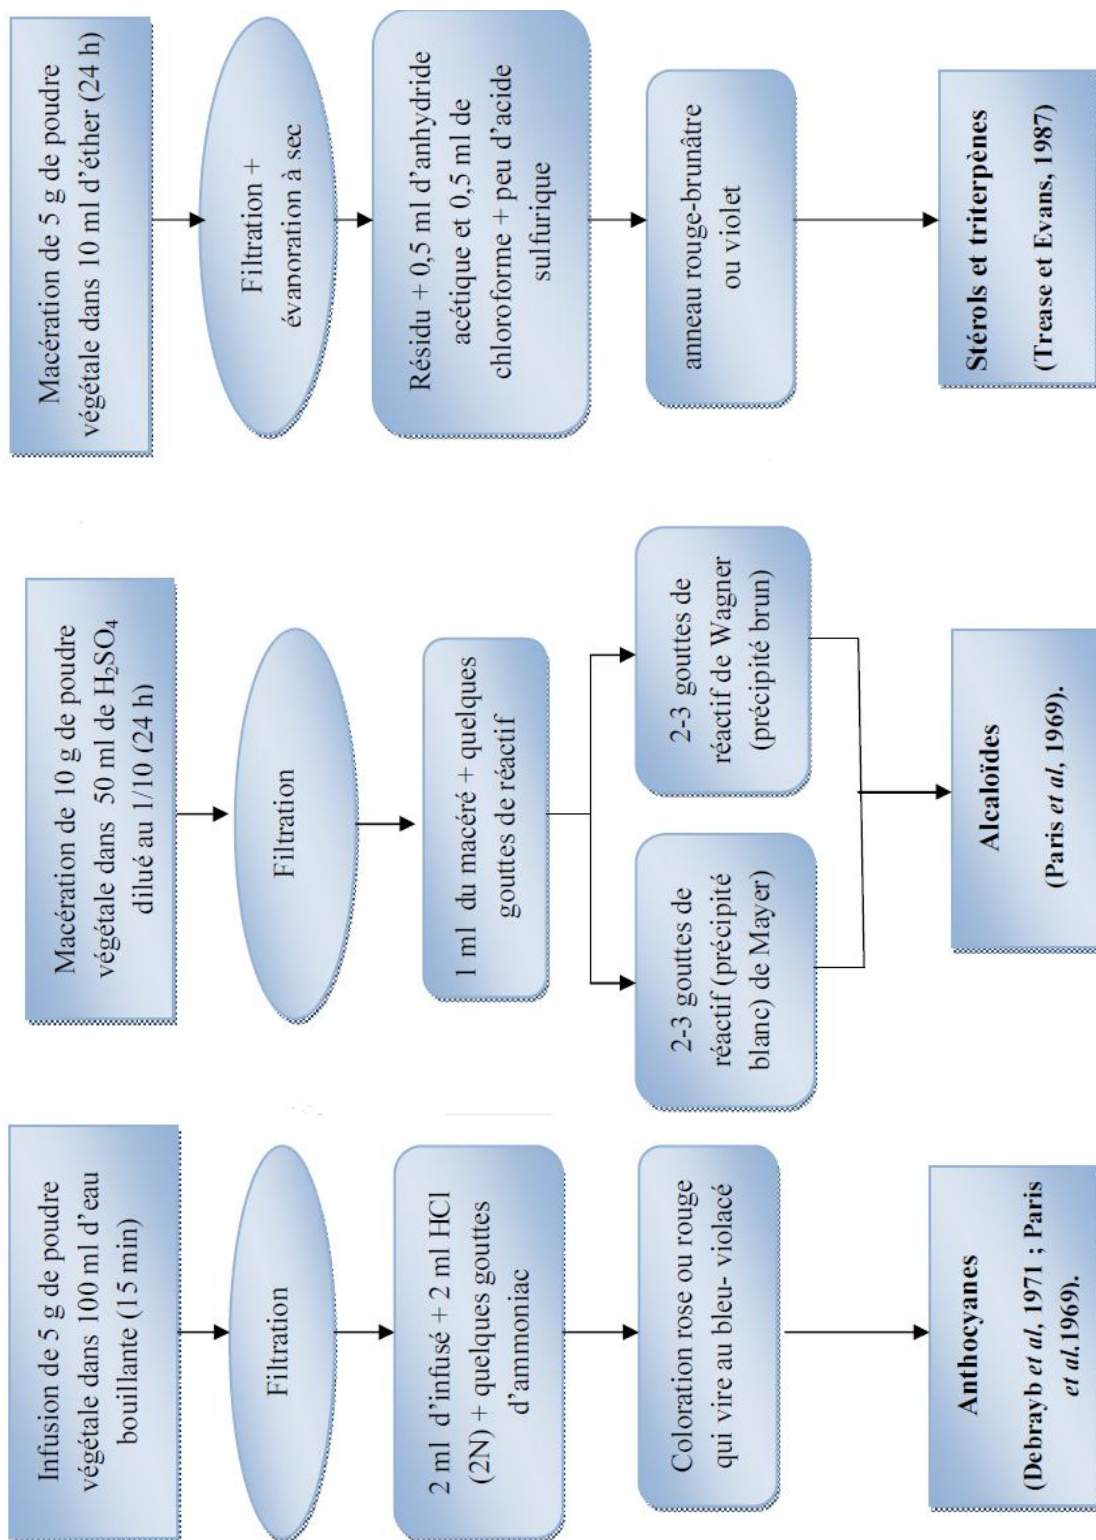 Infusion de 5 g de poudre
végétale dans 100 ml d'eau
bouillante (15 min)
Filtration
2 ml d'infusé + 2 ml HCl
(2N) + quelques gouttes
d'ammoniac
Coloration rose ou rouge
qui vire au bleu- violacé
Anthocyanes
(Debrayb et al, 1971 ; Paris
et al.1969).
Macération de 10 g de poudre
végétale dans 50 ml de H₂SO₄
dilué au 1/10 (24 h)
Filtration
1 ml du macéré + quelques
gouttes de réactif
2-3 gouttes de
réactif (précipité
blanc) de Mayer)
2-3 gouttes de
réactif de Wagner
(précipité brun)
Alcaloïdes
(Paris et al, 1969).
Macération de 5 g de poudre
végétale dans 10 ml d'éther (24 h)
Filtration +
évaroration à sec
Résidu + 0,5 ml d'anhydride
acétique et 0,5 ml de
chloroforme + peu d'acide
sulfurique
anneau rouge-brunâtre
ou violet
Stérols et triterpènes
(Trease et Evans, 1987)